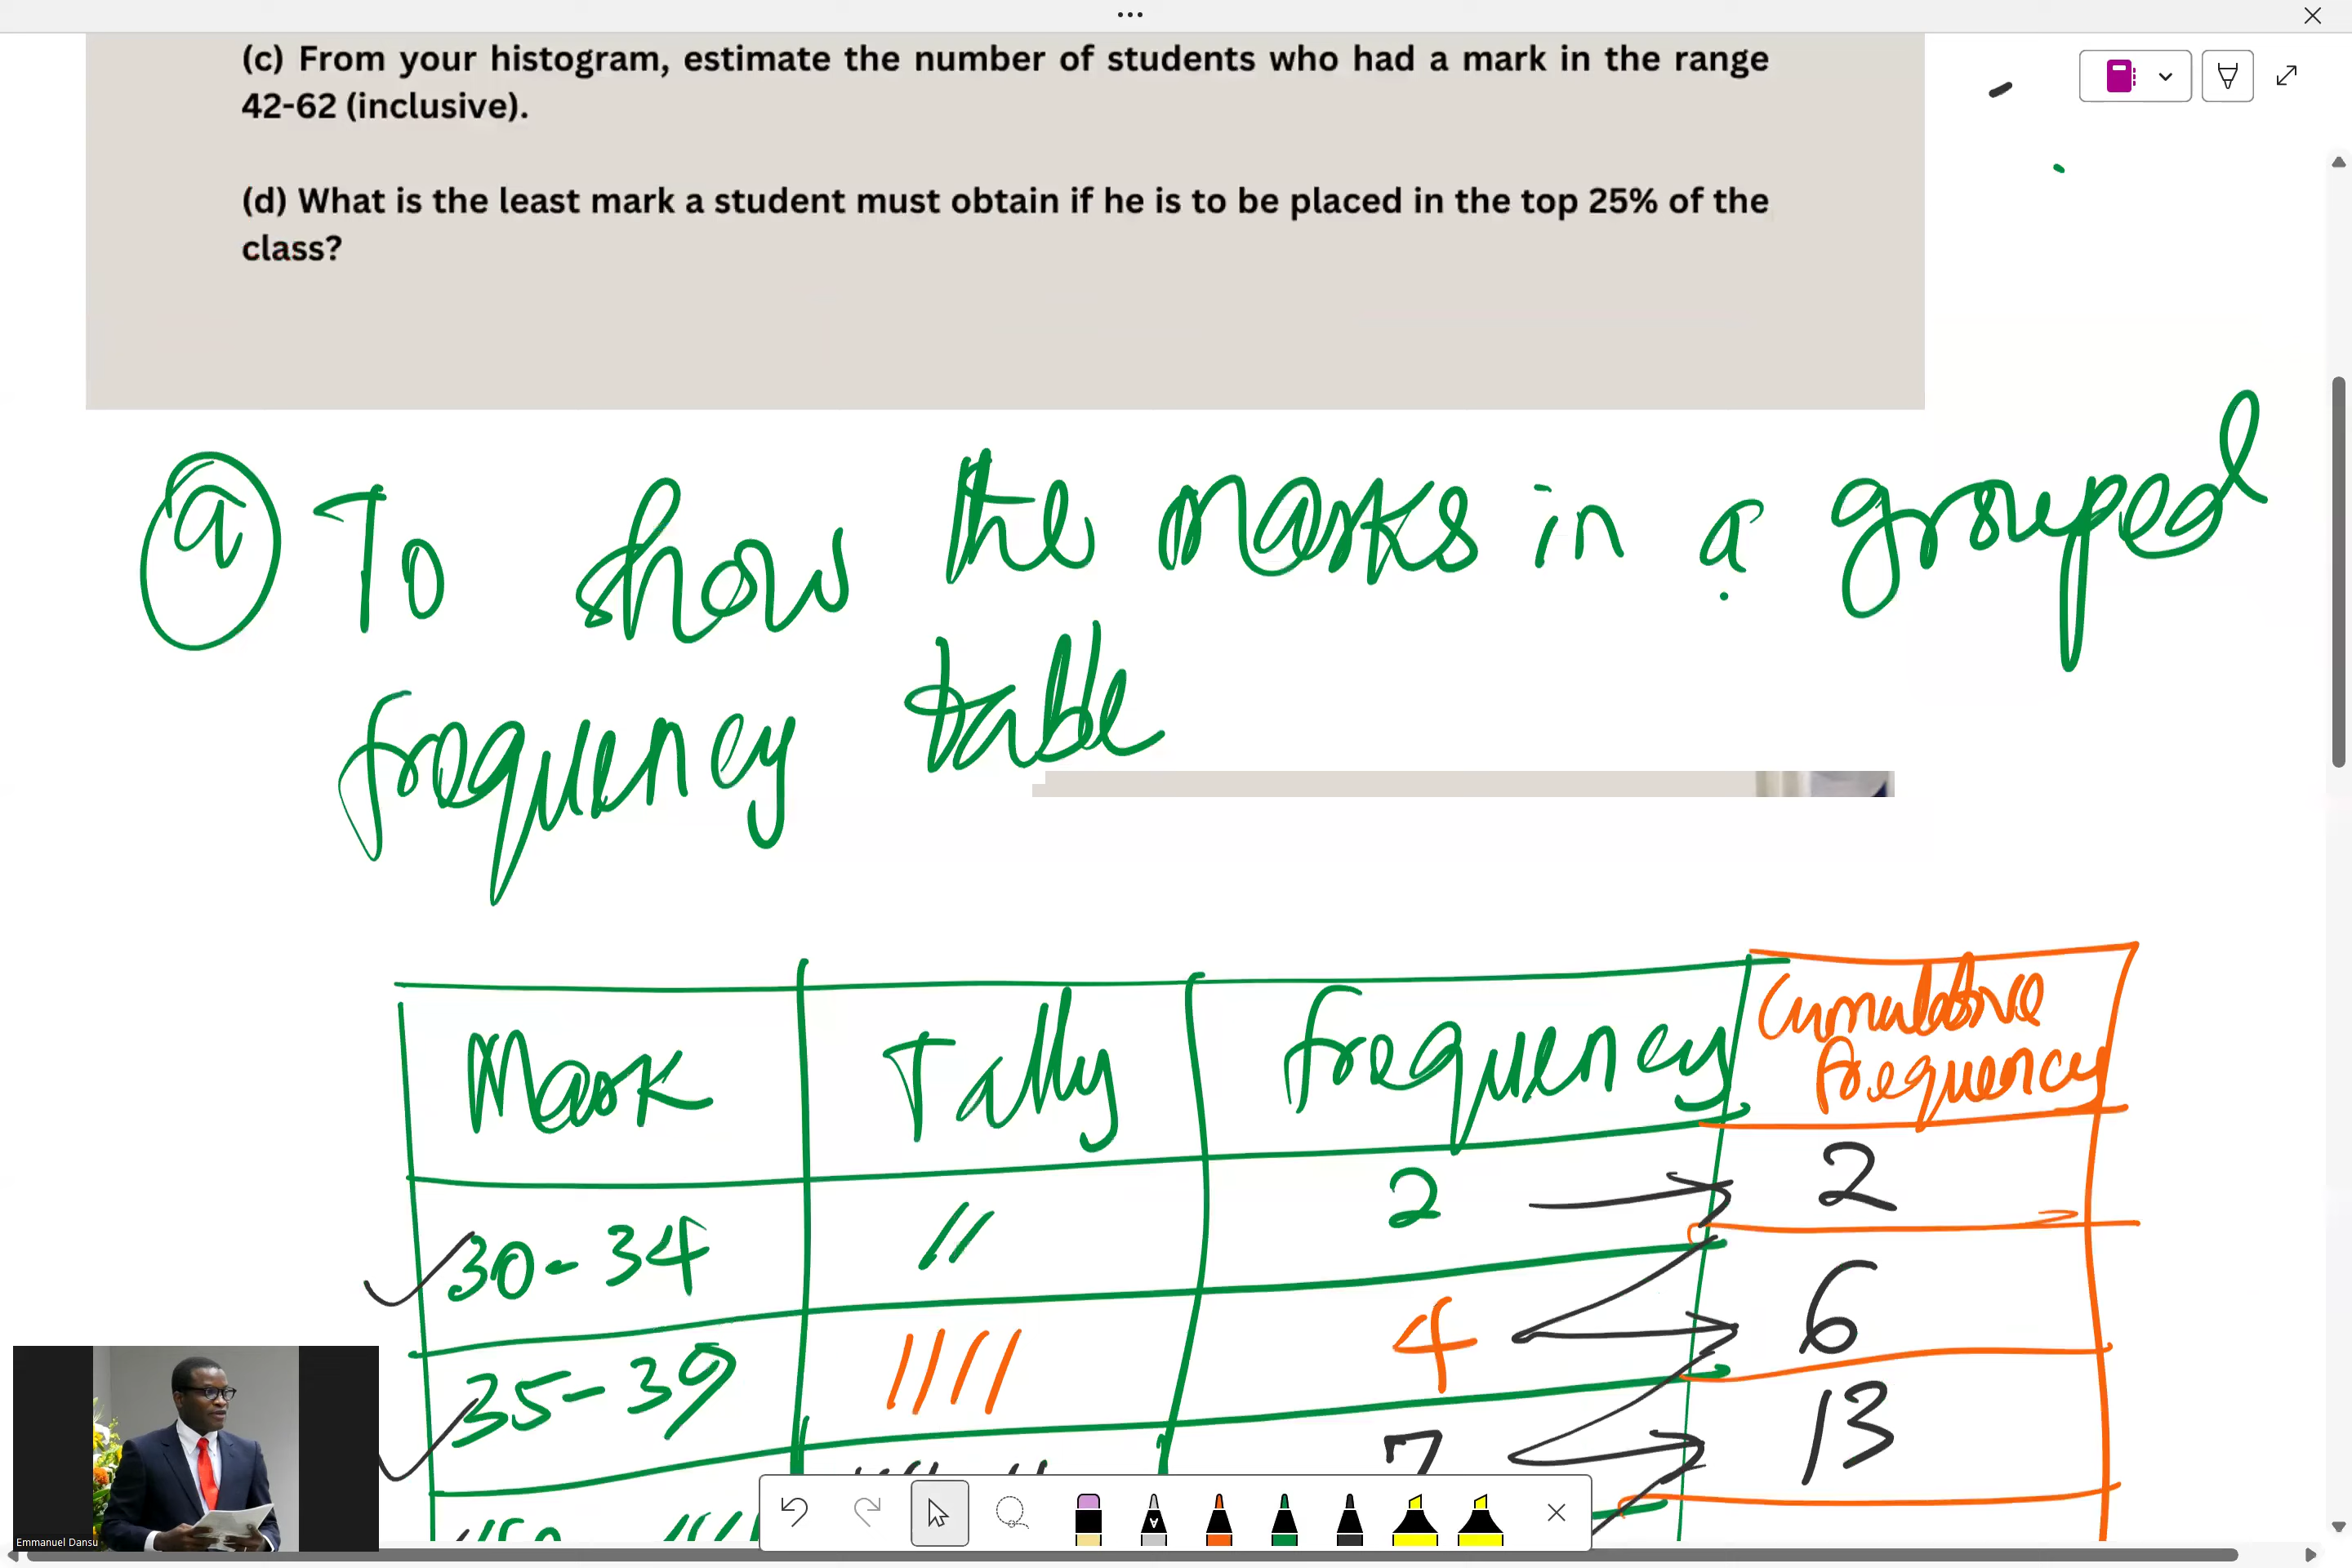 (c) From your histogram, estimate the number of students who had a mark in the range
42-62 (inclusive).
(d) What is the least mark a student must obtain if he is to be placed in the top 25% of the
class?
a To show the marks in a grouped
frequency table
Mark Tally frequency Cumulative frequency
30-34 // 2 2
35-39 //// 4 6
7 13
Emmanuel Dansu